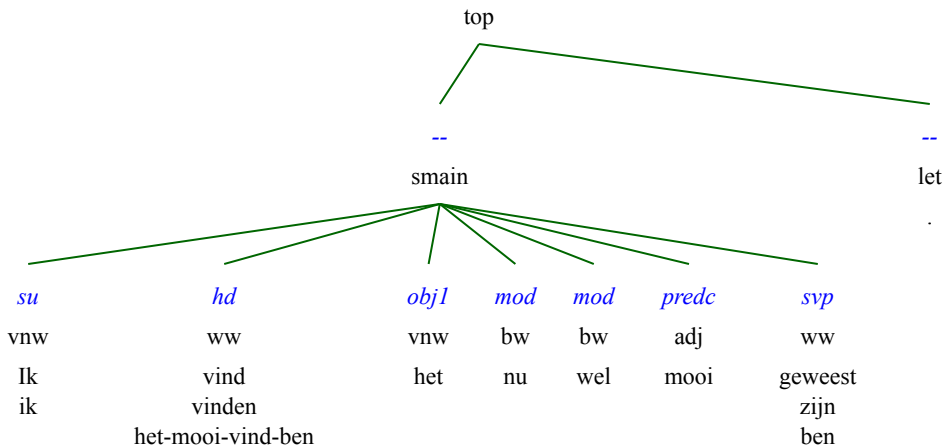 top
-- --
smain let
.
su hd obj1 mod mod predc svp
vnw ww vnw bw bw adj ww
Ik vind het nu wel mooi geweest
ik vinden zijn
het-mooi-vind-ben ben